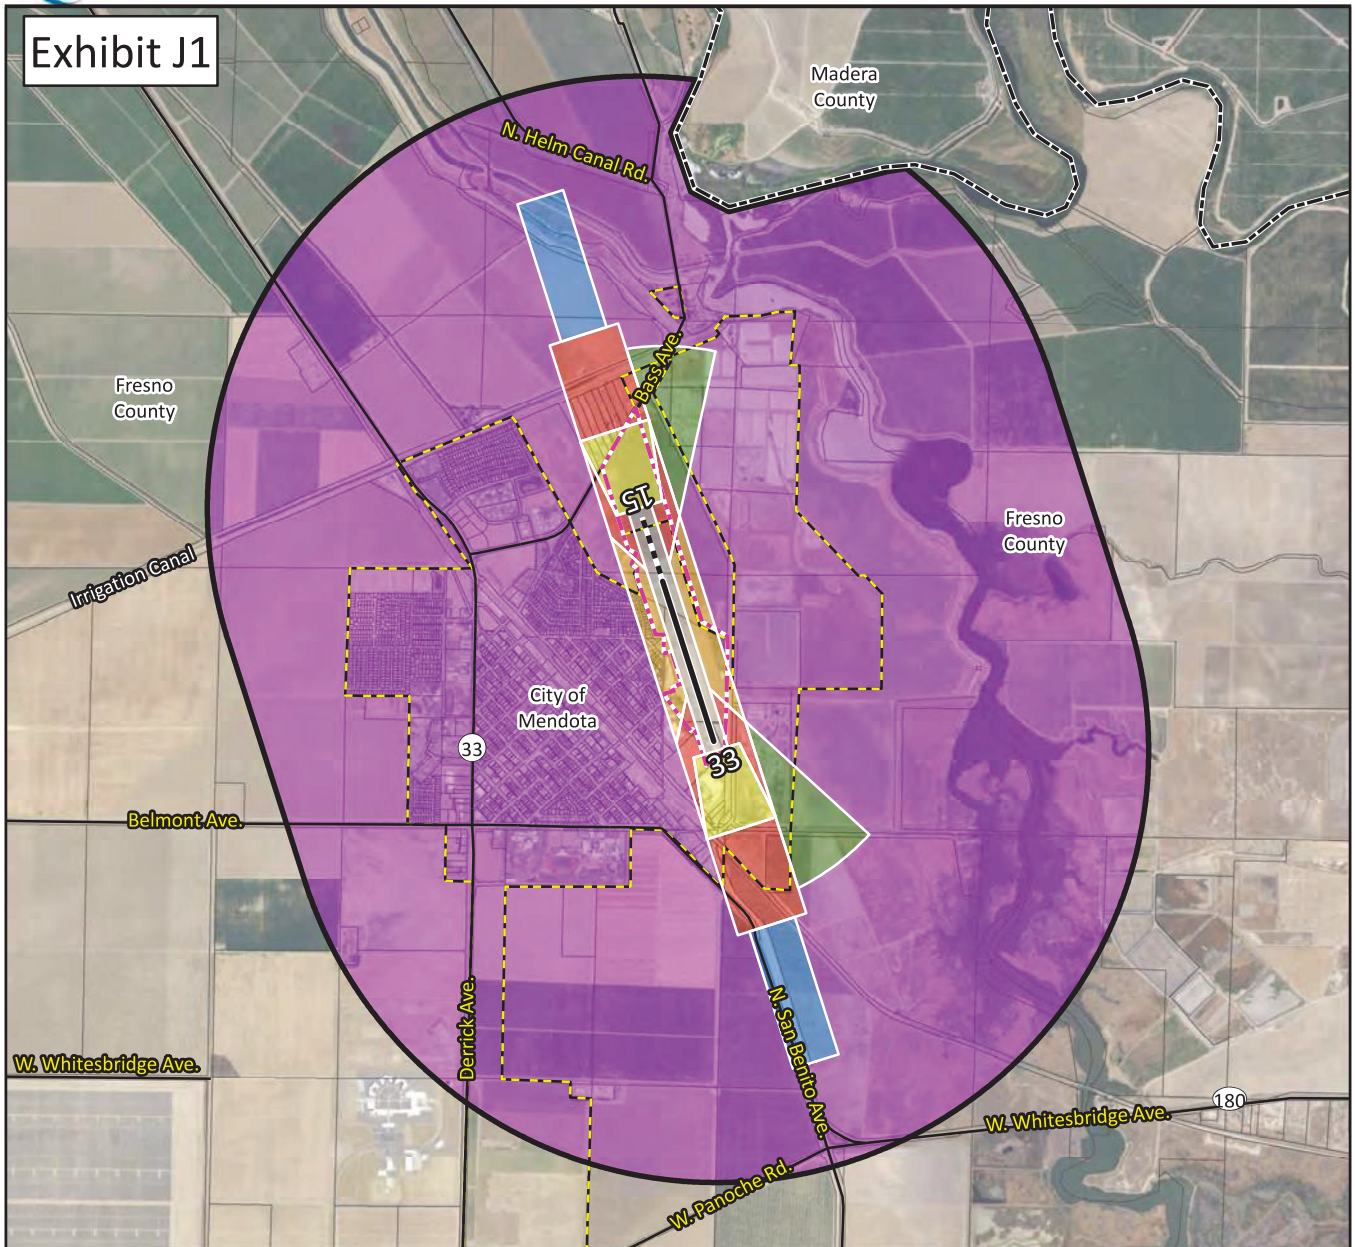 Exhibit J1
Madera
County
N. Helm Canal Rd.
Bass Ave.
Fresno
County
15
Fresno
County
Irrigation Canal
City of
Mendota
33
33
Belmont Ave.
Derrick Ave.
N. San Benito Ave.
W. Whitesbridge Ave.
180
W. Whitesbridge Ave.
W. Panoche Rd.